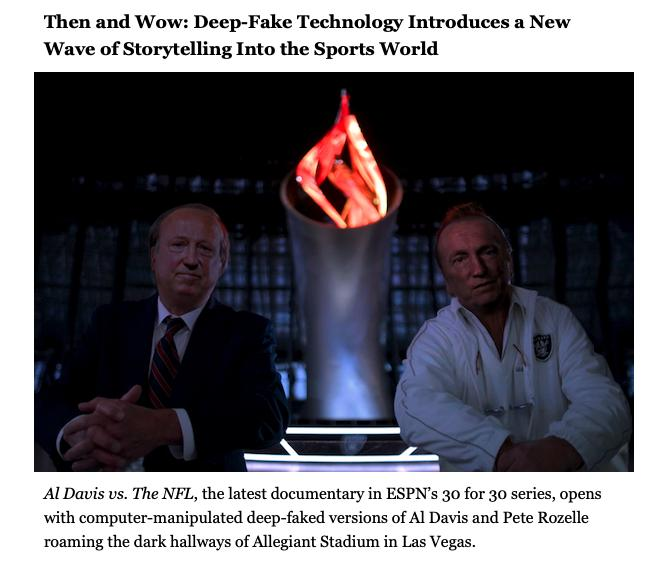 Then and Wow: Deep-Fake Technology Introduces a New
Wave of Storytelling Into the Sports World
Al Davis vs. The NFL, the latest documentary in ESPN’s 30 for 30 series, opens
with computer-manipulated deep-faked versions of Al Davis and Pete Rozelle
roaming the dark hallways of Allegiant Stadium in Las Vegas.